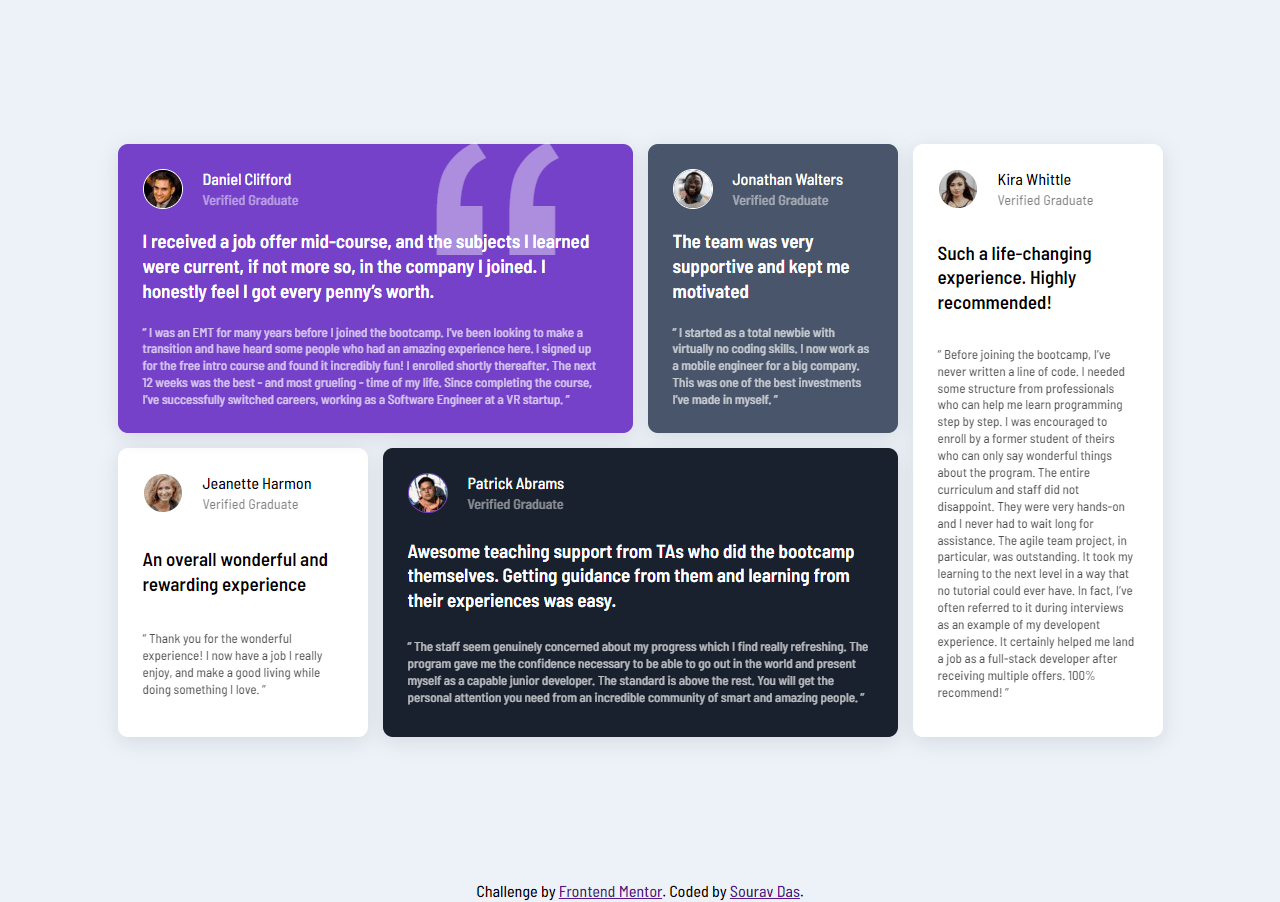 Daniel Clifford
Verified Graduate
I received a job offer mid-course, and the subjects I learned
were current, if not more so, in the company I joined. I
honestly feel I got every penny’s worth.
“ I was an EMT for many years before I joined the bootcamp. I’ve been looking to make a
transition and have heard some people who had an amazing experience here. I signed up
for the free intro course and found it incredibly fun! I enrolled shortly thereafter. The next
12 weeks was the best - and most grueling - time of my life. Since completing the course,
I’ve successfully switched careers, working as a Software Engineer at a VR startup. ”
Jonathan Walters
Verified Graduate
The team was very
supportive and kept me
motivated
“ I started as a total newbie with
virtually no coding skills. I now work as
a mobile engineer for a big company.
This was one of the best investments
I’ve made in myself. ”
Kira Whittle
Verified Graduate
Such a life-changing
experience. Highly
recommended!
“ Before joining the bootcamp, I’ve
never written a line of code. I needed
some structure from professionals
who can help me learn programming
step by step. I was encouraged to
enroll by a former student of theirs
who can only say wonderful things
about the program. The entire
curriculum and staff did not
disappoint. They were very hands-on
and I never had to wait long for
assistance. The agile team project, in
particular, was outstanding. It took my
learning to the next level in a way that
no tutorial could ever have. In fact, I’ve
often referred to it during interviews
as an example of my developent
experience. It certainly helped me land
a job as a full-stack developer after
receiving multiple offers. 100%
recommend! ”
Jeanette Harmon
Verified Graduate
An overall wonderful and
rewarding experience
“ Thank you for the wonderful
experience! I now have a job I really
enjoy, and make a good living while
doing something I love. ”
Patrick Abrams
Verified Graduate
Awesome teaching support from TAs who did the bootcamp
themselves. Getting guidance from them and learning from
their experiences was easy.
“ The staff seem genuinely concerned about my progress which I find really refreshing. The
program gave me the confidence necessary to be able to go out in the world and present
myself as a capable junior developer. The standard is above the rest. You will get the
personal attention you need from an incredible community of smart and amazing people. ”
Challenge by Frontend Mentor. Coded by Sourav Das.